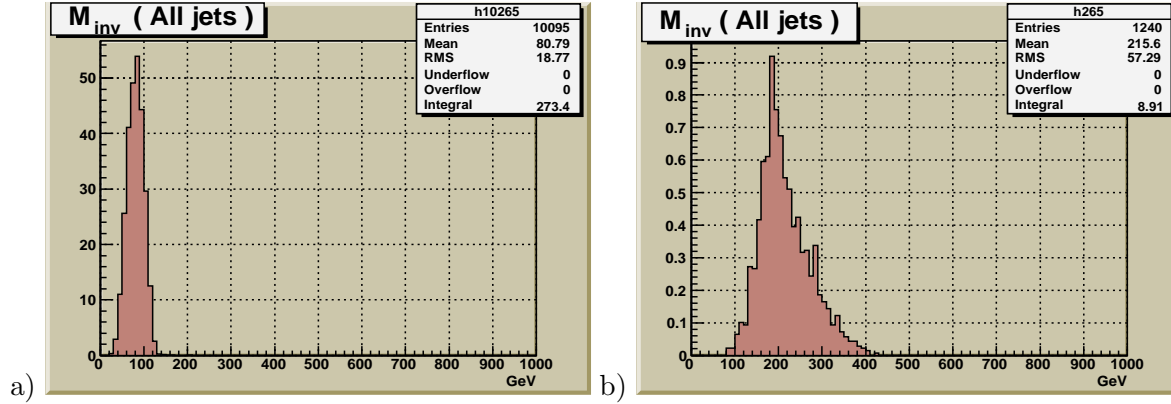 M inv ( All jets )
h10265
Entries 10095
Mean 80.79
RMS 18.77
Underflow 0
Overflow 0
Integral 273.4
50
40
30
20
10
0
0 100 200 300 400 500 600 700 800 900 1000
GeV
a)
M inv ( All jets )
h265
Entries 1240
Mean 215.6
RMS 57.29
Underflow 0
Overflow 0
Integral 8.91
0.9
0.8
0.7
0.6
0.5
0.4
0.3
0.2
0.1
0
0 100 200 300 400 500 600 700 800 900 1000
GeV
b)